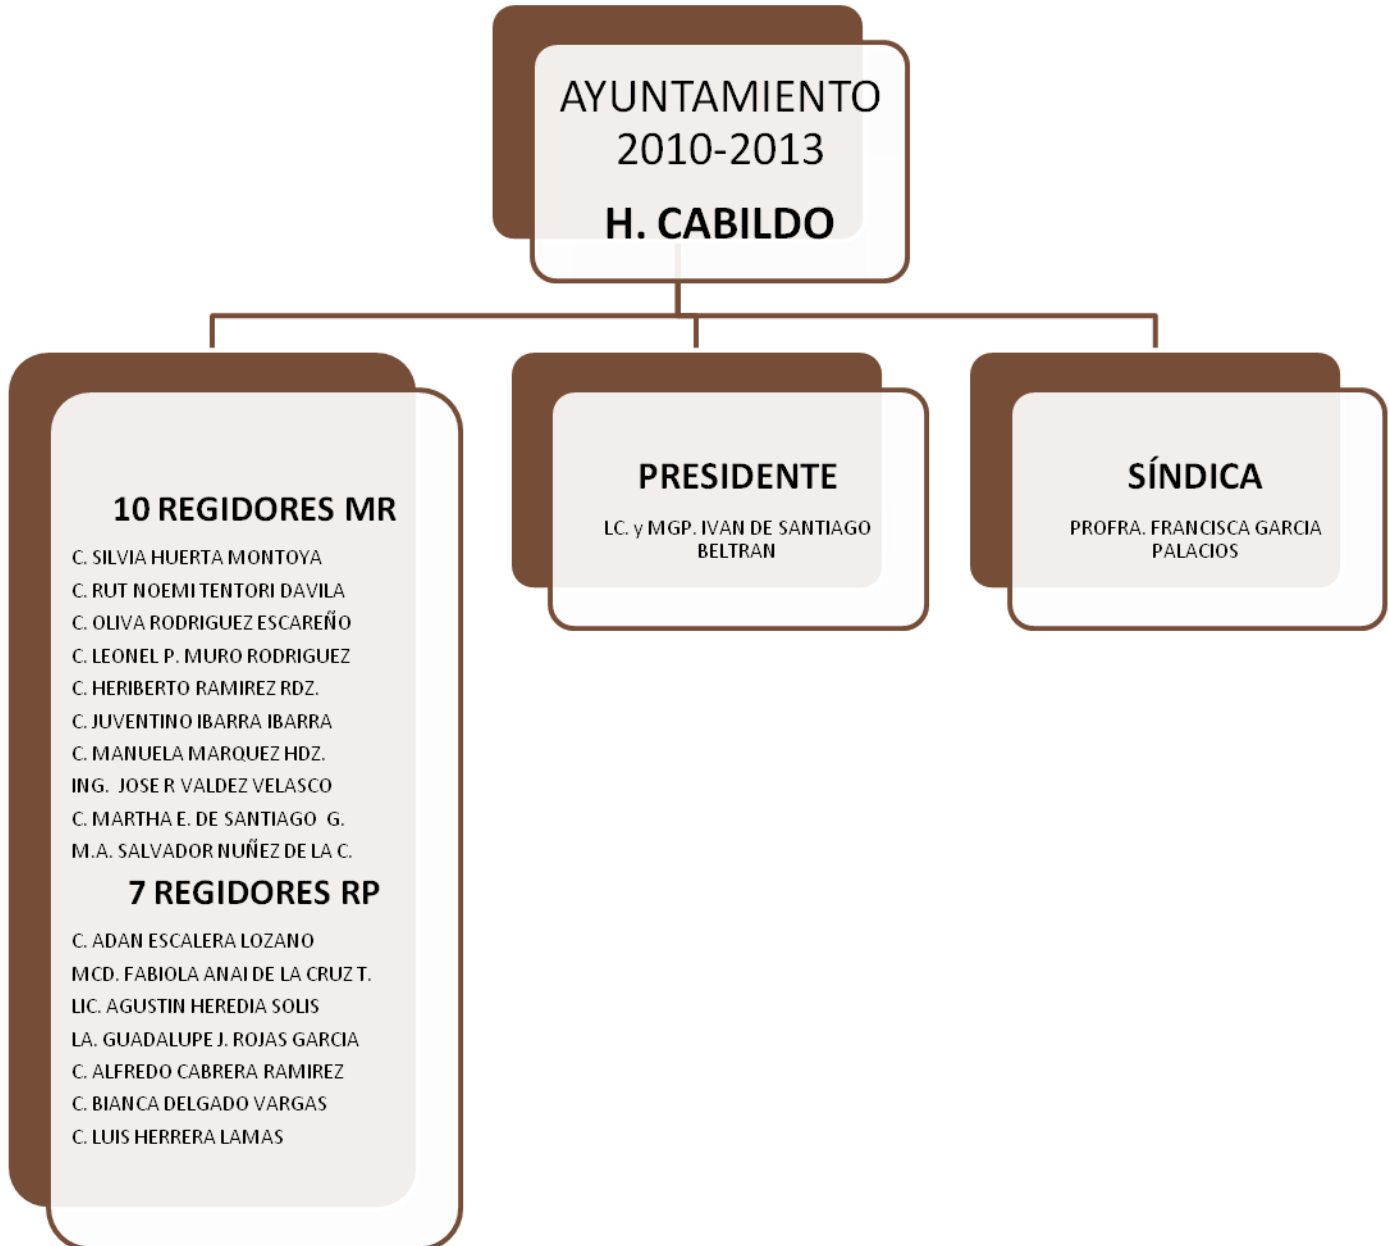 AYUNTAMIENTO
2010-2013
H. CABILDO
10 REGIDORES MR
C. SILVIA HUERTA MONTOYA
C. RUT NOEMI TENTORI DAVILA
C. OLIVA RODRIGUEZ ESCAREÑO
C. LEONEL P. MURO RODRIGUEZ
C. HERIBERTO RAMIREZ RDZ.
C. JUVENTINO IBARRA IBARRA
C. MANUELA MARQUEZ HDZ.
ING. JOSE R VALDEZ VELASCO
C. MARTHA E. DE SANTIAGO G.
M.A. SALVADOR NUÑEZ DE LA C.
7 REGIDORES RP
C. ADAN ESCALERA LOZANO
MCD. FABIOLA ANAI DE LA CRUZ T.
LIC. AGUSTIN HEREDIA SOLIS
LA. GUADALUPE J. ROJAS GARCIA
C. ALFREDO CABRERA RAMIREZ
C. BIANCA DELGADO VARGAS
C. LUIS HERRERA LAMAS
PRESIDENTE
LC. y MGP. IVAN DE SANTIAGO
BELTRAN
SÍNDICA
PROFRA. FRANCISCA GARCIA
PALACIOS